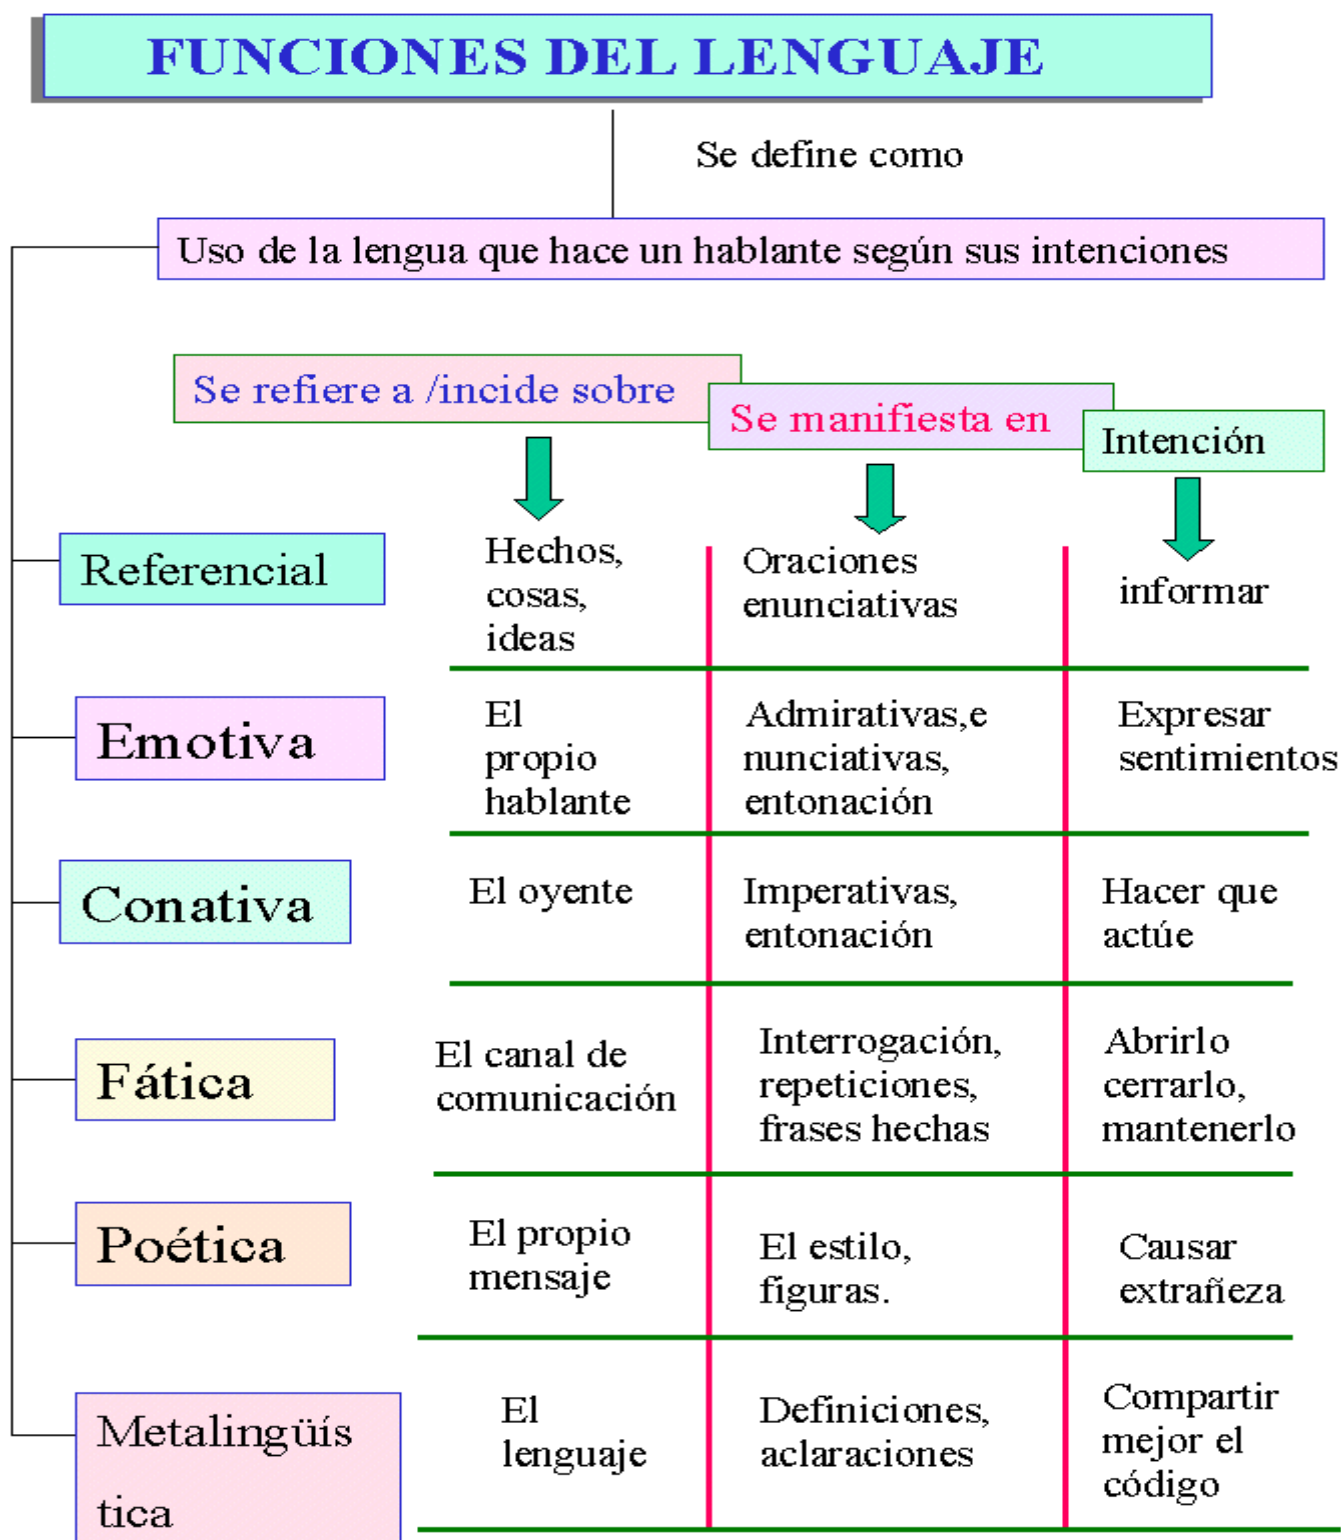 FUNCIONES DEL LENGUAJE
Se define como
Uso de la lengua que hace un hablante según sus intenciones
Se refiere a /incide sobre
Se manifiesta en
Intención
Referencial
Hechos,
cosas,
ideas
Oraciones
enunciativas
informar
Emotiva
El
propio
hablante
Admirativas,e
nunciativas,
entonación
Expresar
sentimientos
Conativa
El oyente
Imperativas,
entonación
Hacer que
actúe
Fática
El canal de
comunicación
Interrogación,
repeticiones,
frases hechas
Abrirlo
cerrarlo,
mantenerlo
Poética
El propio
mensaje
El estilo,
figuras.
Causar
extrañeza
Metalingüís
tica
El
lenguaje
Definiciones,
aclaraciones
Compartir
mejor el
código